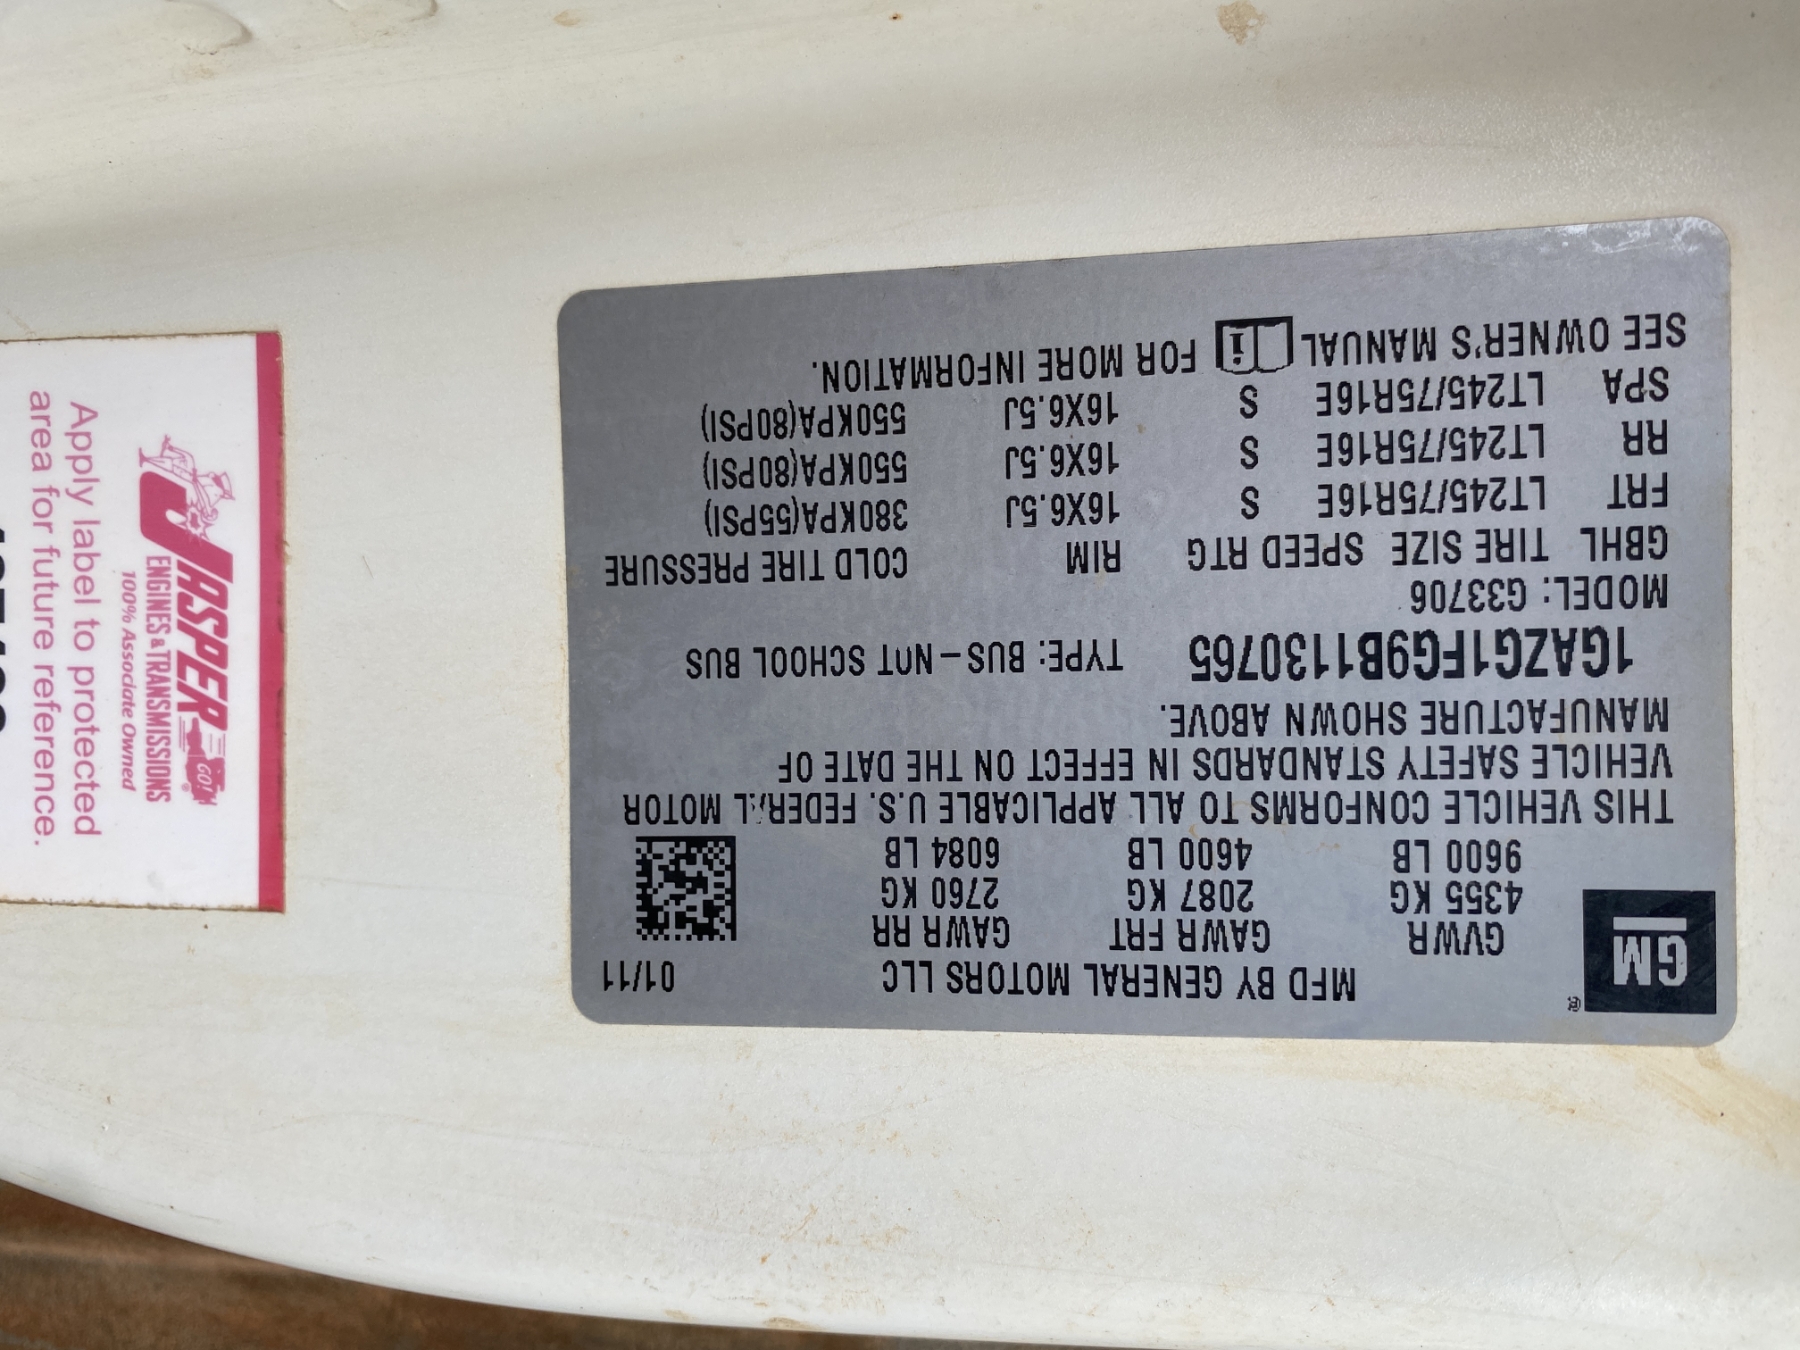 GM
MFD BY GENERAL MOTORS LLC 01/11
GVWR GAWR FRT GAWR RR
4355 KG 2087 KG 2760 KG
9600 LB 4600 LB 6084 LB
THIS VEHICLE CONFORMS TO ALL APPLICABLE U.S. FEDERAL MOTOR
VEHICLE SAFETY STANDARDS IN EFFECT ON THE DATE OF
MANUFACTURE SHOWN ABOVE.
1GAZG1FG9B1130765 TYPE: BUS-NOT SCHOOL BUS
MODEL: G33706
GBHL TIRE SIZE SPEED RTG RIM COLD TIRE PRESSURE
FRT LT245/75R16E S 16X6.5J 380KPA(55PSI)
RR LT245/75R16E S 16X6.5J 550KPA(80PSI)
SPA LT245/75R16E S 16X6.5J 550KPA(80PSI)
SEE OWNER'S MANUAL i FOR MORE INFORMATION.
JASPER
GO!
ENGINES & TRANSMISSIONS
100% Associate Owned
Apply label to protected
area for future reference.